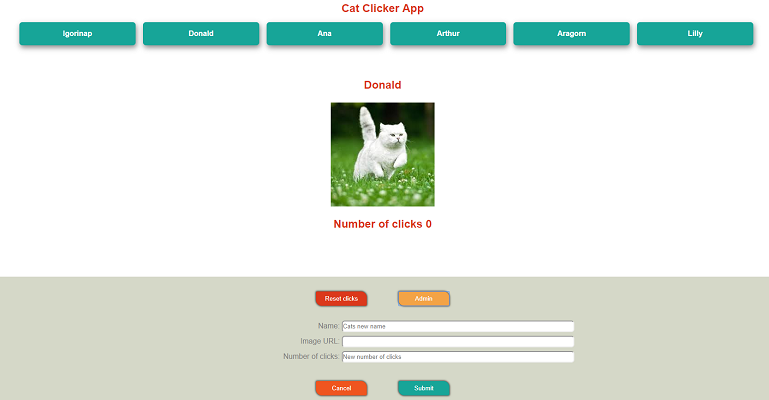 Cat Clicker App
Igorinap Donald Ana Arthur Aragorn Lilly
Donald
Number of clicks 0
Reset clicks Admin
Name: Cats new name
Image URL:
Number of clicks: New number of clicks
Cancel Submit